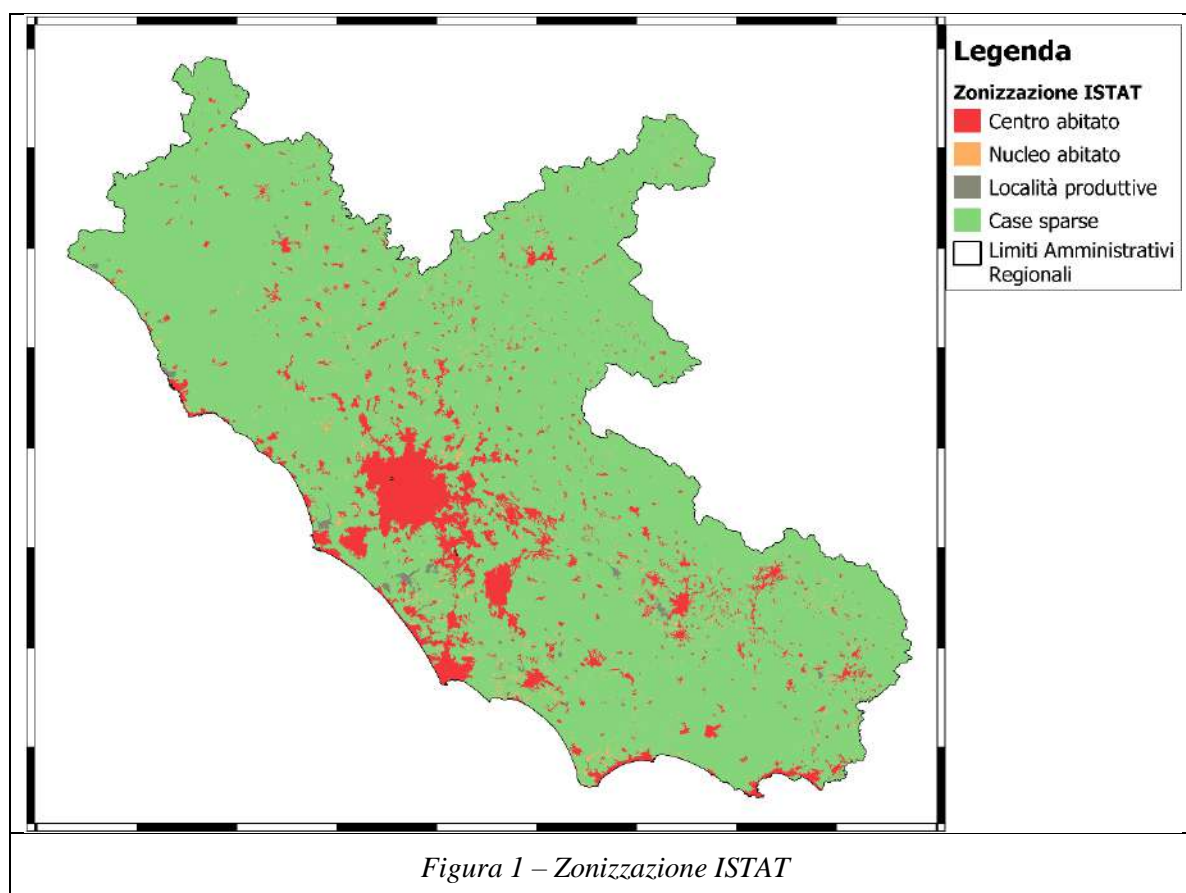 Legenda
Zonizzazione ISTAT
Centro abitato
Nucleo abitato
Località produttive
Case sparse
Limiti Amministrativi
Regionali
Figura 1 – Zonizzazione ISTAT